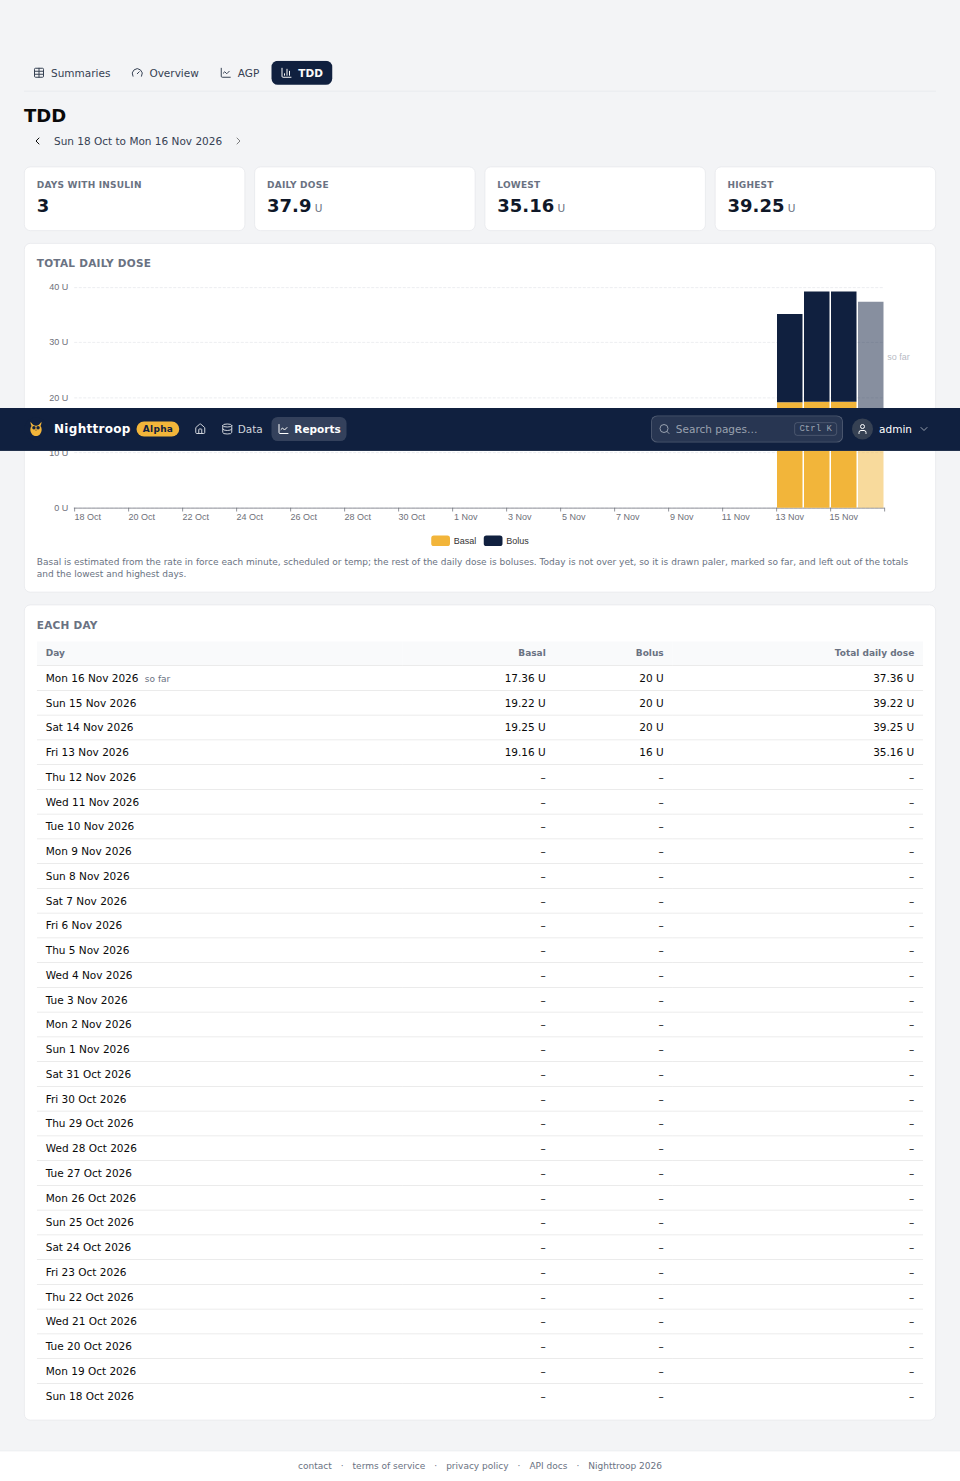 Summaries Overview AGP TDD
TDD
Sun 18 Oct to Mon 16 Nov 2026
DAYS WITH INSULIN
3
DAILY DOSE
37.9 U
LOWEST
35.16 U
HIGHEST
39.25 U
TOTAL DAILY DOSE
40 U
30 U
so far
20 U
Nighttroop Alpha Data Reports Search pages... Ctrl K admin
10 U
0 U
18 Oct 20 Oct 22 Oct 24 Oct 26 Oct 28 Oct 30 Oct 1 Nov 3 Nov 5 Nov 7 Nov 9 Nov 11 Nov 13 Nov 15 Nov
Basal Bolus
Basal is estimated from the rate in force each minute, scheduled or temp; the rest of the daily dose is boluses. Today is not over yet, so it is drawn paler, marked so far, and left out of the totals
and the lowest and highest days.
EACH DAY
Day Basal Bolus Total daily dose
Mon 16 Nov 2026 so far 17.36 U 20 U 37.36 U
Sun 15 Nov 2026 19.22 U 20 U 39.22 U
Sat 14 Nov 2026 19.25 U 20 U 39.25 U
Fri 13 Nov 2026 19.16 U 16 U 35.16 U
Thu 12 Nov 2026 – – –
Wed 11 Nov 2026 – – –
Tue 10 Nov 2026 – – –
Mon 9 Nov 2026 – – –
Sun 8 Nov 2026 – – –
Sat 7 Nov 2026 – – –
Fri 6 Nov 2026 – – –
Thu 5 Nov 2026 – – –
Wed 4 Nov 2026 – – –
Tue 3 Nov 2026 – – –
Mon 2 Nov 2026 – – –
Sun 1 Nov 2026 – – –
Sat 31 Oct 2026 – – –
Fri 30 Oct 2026 – – –
Thu 29 Oct 2026 – – –
Wed 28 Oct 2026 – – –
Tue 27 Oct 2026 – – –
Mon 26 Oct 2026 – – –
Sun 25 Oct 2026 – – –
Sat 24 Oct 2026 – – –
Fri 23 Oct 2026 – – –
Thu 22 Oct 2026 – – –
Wed 21 Oct 2026 – – –
Tue 20 Oct 2026 – – –
Mon 19 Oct 2026 – – –
Sun 18 Oct 2026 – – –
contact · terms of service · privacy policy · API docs · Nighttroop 2026